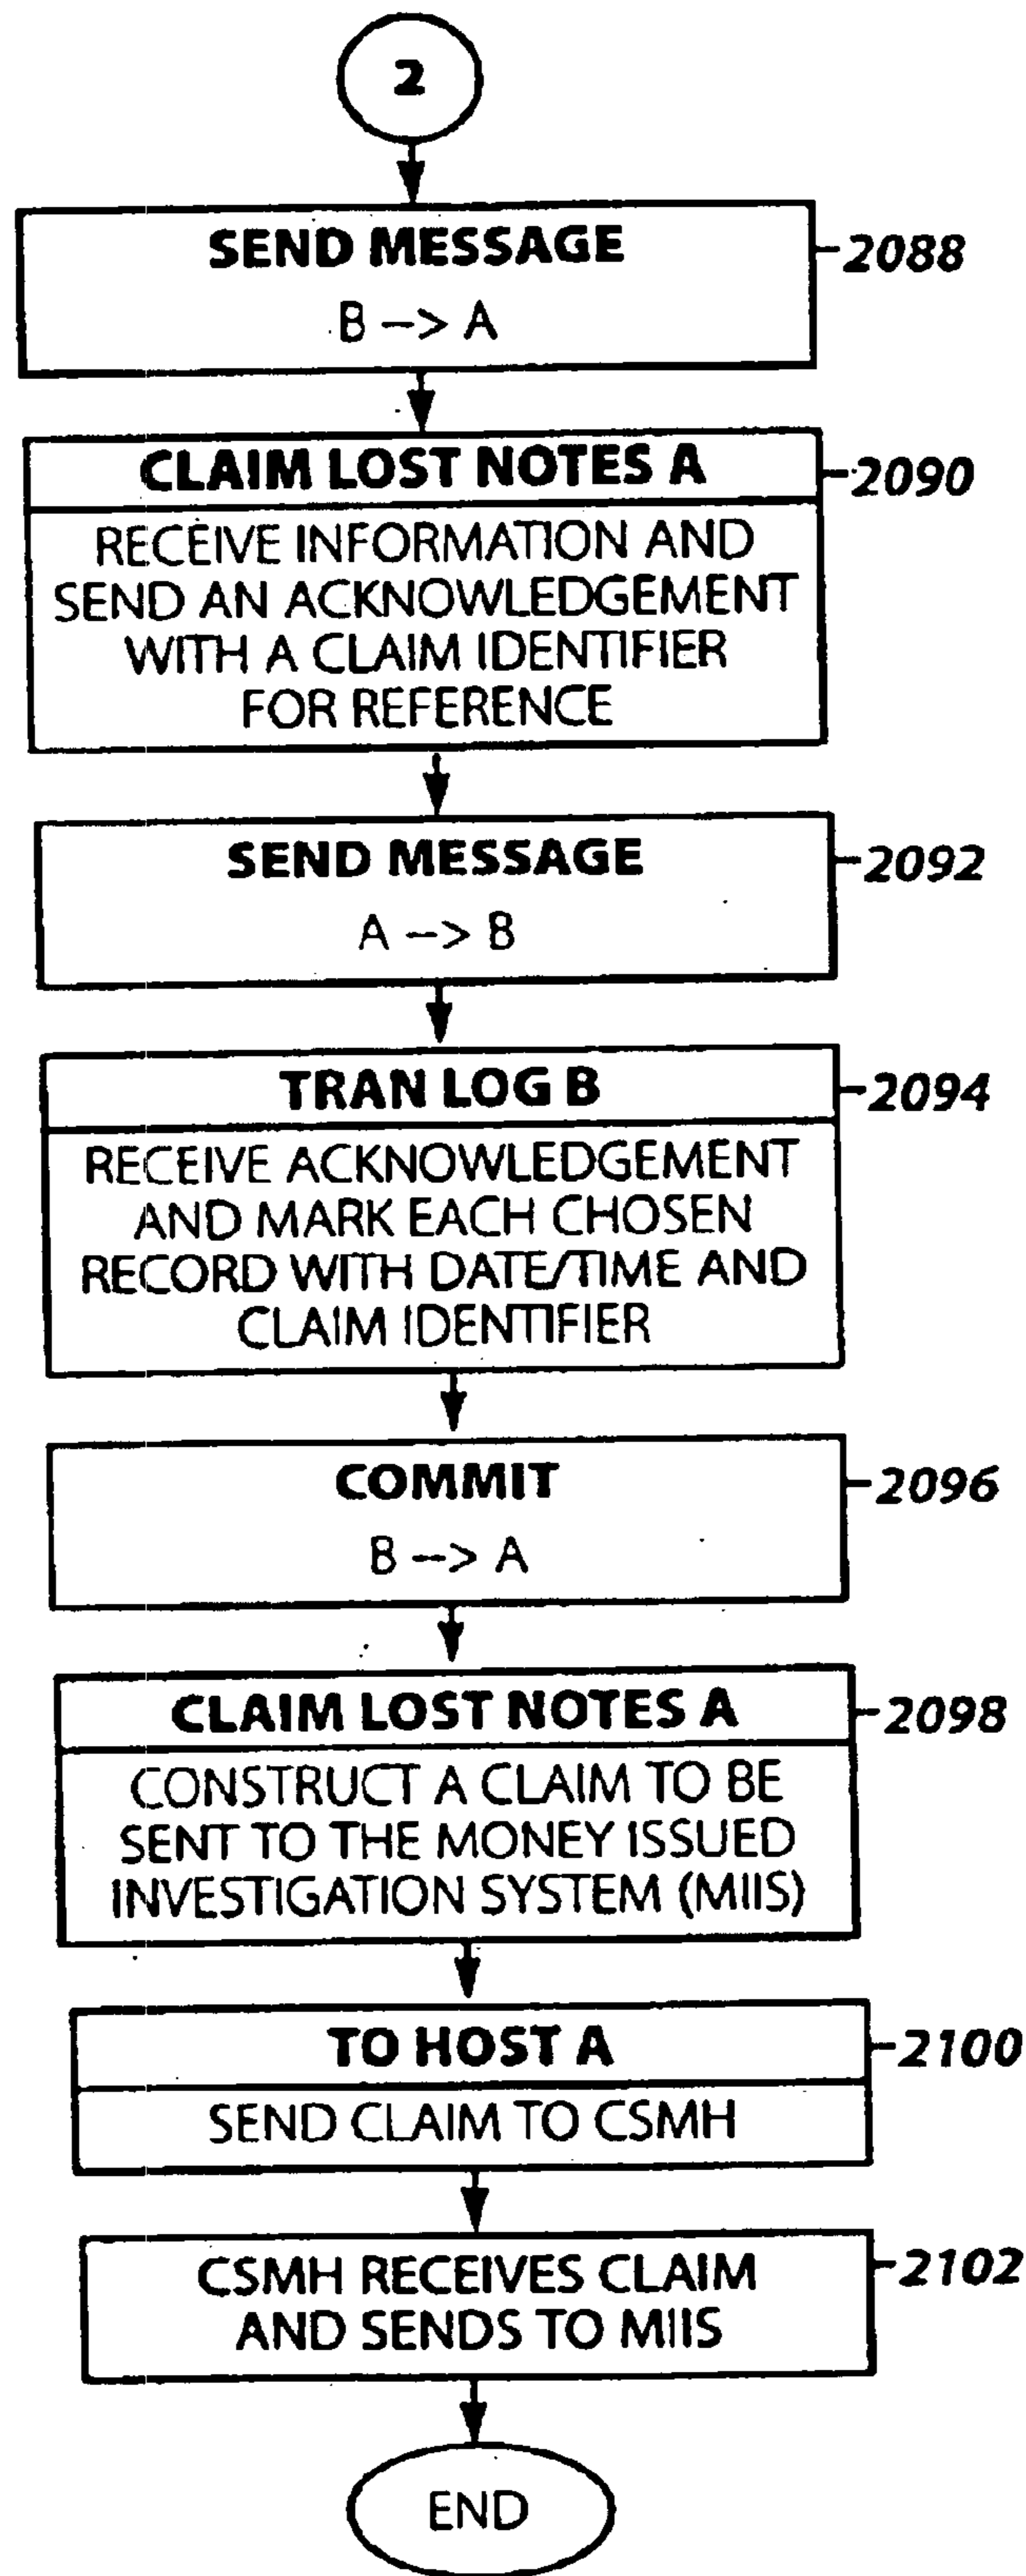 2
SEND MESSAGE
2088
B --> A
CLAIM LOST NOTES A
2090
RECEIVE INFORMATION AND
SEND AN ACKNOWLEDGEMENT
WITH A CLAIM IDENTIFIER
FOR REFERENCE
SEND MESSAGE
2092
A --> B
TRAN LOG B
2094
RECEIVE ACKNOWLEDGEMENT
AND MARK EACH CHOSEN
RECORD WITH DATE/TIME AND
CLAIM IDENTIFIER
COMMIT
2096
B --> A
CLAIM LOST NOTES A
2098
CONSTRUCT A CLAIM TO BE
SENT TO THE MONEY ISSUED
INVESTIGATION SYSTEM (MIIS)
TO HOST A
2100
SEND CLAIM TO CSMH
CSMH RECEIVES CLAIM
2102
AND SENDS TO MIIS
END